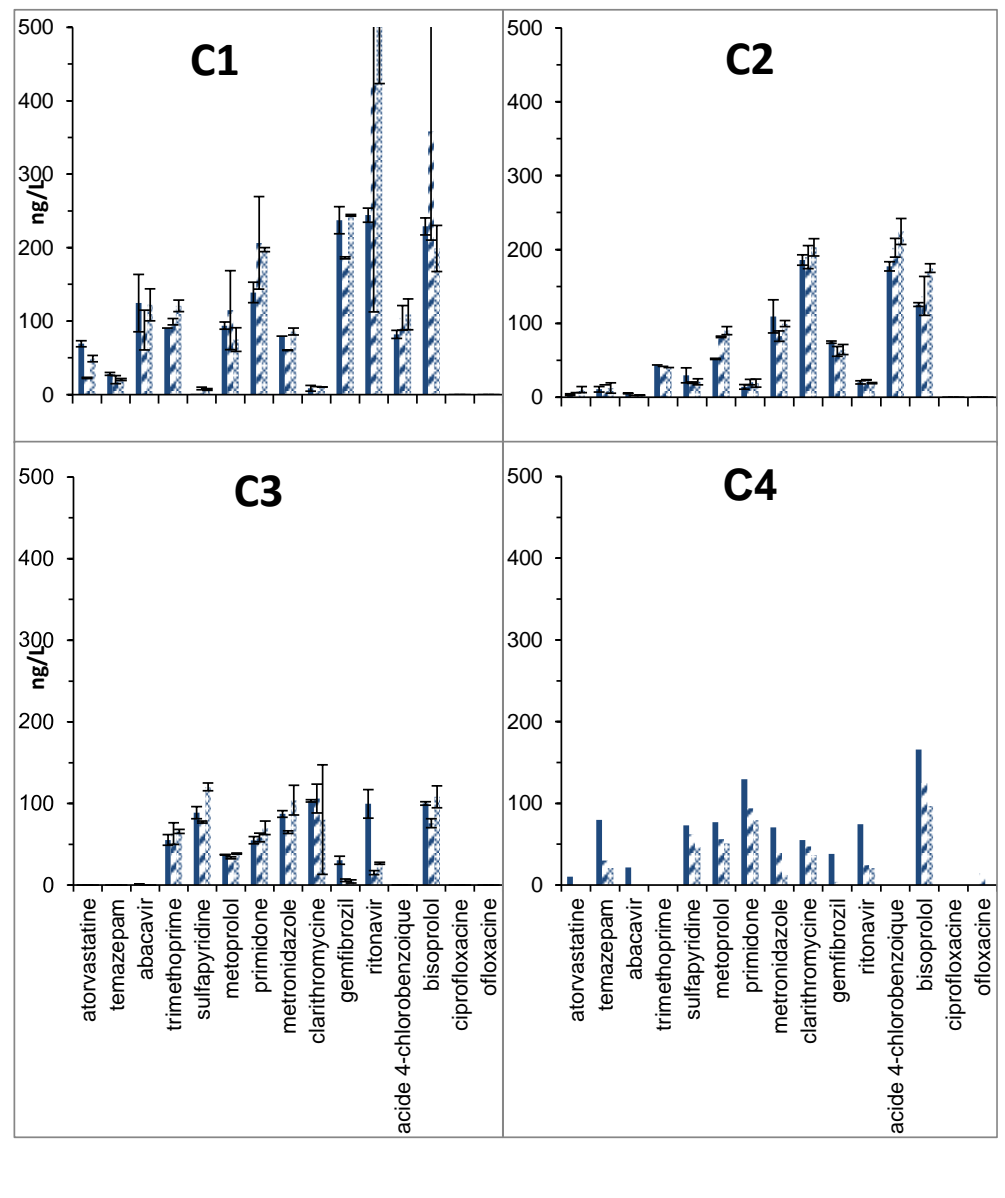 C1
500
400
300
200
100
0
ng/L
C2
500
400
300
200
100
0
C3
500
400
300
200
100
0
ng/L
C4
500
400
300
200
100
0
atorvastatine
temazepam
abacavir
trimethoprime
sulfapyridine
metoprolol
primidone
metronidazole
clarithromycine
gemfibrozil
ritonavir
acide 4-chlorobenzoique
bisoprolol
ciprofloxacine
ofloxacine
atorvastatine
temazepam
abacavir
trimethoprime
sulfapyridine
metoprolol
primidone
metronidazole
clarithromycine
gemfibrozil
ritonavir
acide 4-chlorobenzoique
bisoprolol
ciprofloxacine
ofloxacine